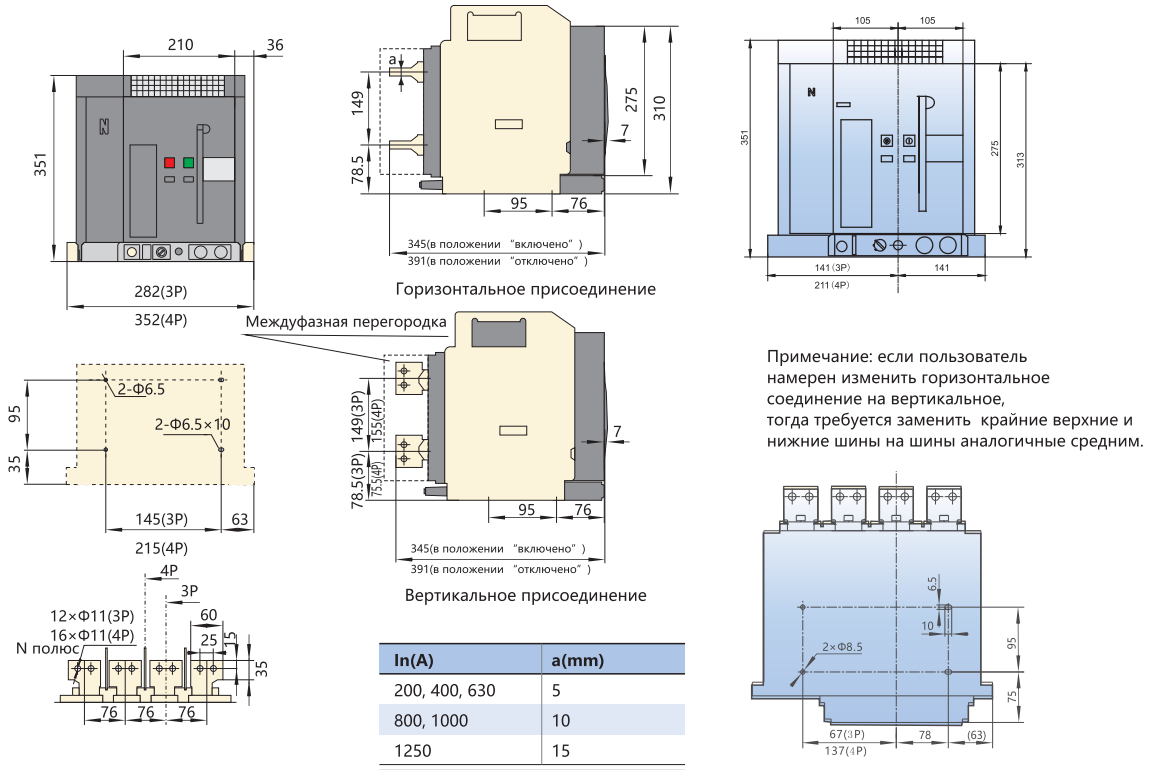 210
36
351
N
282(3P)
352(4P)
a
149
78.5
275
310
7
95
76
345(в положении “включено”)
391(в положении “отключено”)
Горизонтальное присоединение
105
105
N
351
275
313
141(3P)
141
211(4P)
Междуфазная перегородка
2-Φ6.5
2-Φ6.5×10
95
35
145(3P)
63
215(4P)
149(3P)
155(4P)
78.5(3P)
75.5(4P)
7
95
76
345(в положении “включено”)
391(в положении “отключено”)
Вертикальное присоединение
Примечание: если пользователь
намерен изменить горизонтальное
соединение на вертикальное,
тогда требуется заменить крайние верхние и
нижние шины на шины аналогичные средним.
4P
3P
12×Φ11(3P)
16×Φ11(4P)
N полюс
60
25
15
35
76
76
76
In(A) a(mm)
200, 400, 630 5
800, 1000 10
1250 15
6.5
10
2×Φ8.5
95
75
67(3P)
78
(63)
137(4P)